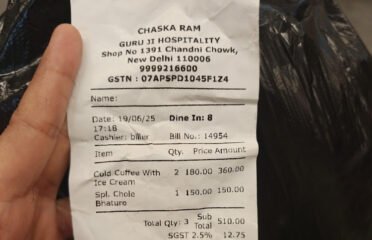 CHASKA RAM
GURU JI HOSPITALITY
Shop No 1391 Chandni Chowk,
New Delhi 110006
9999216600
GSTN : 07APSPD1045F1Z4
Name:
Date: 19/06/25 Dine In: 8
17:18
Cashier: biller Bill No.: 14954
Item Qty. Price Amount
Cold Coffee With 2 180.00 360.00
Ice Cream
Spl. Chole 1 150.00 150.00
Bhaturo
Total Qty: 3 Sub 510.00
Total
SGST 2.5% 12.75